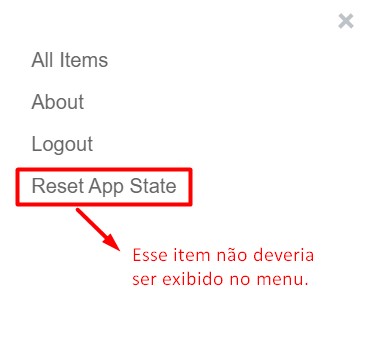 All Items
About
Logout
Reset App State
Esse item não deveria
ser exibido no menu.